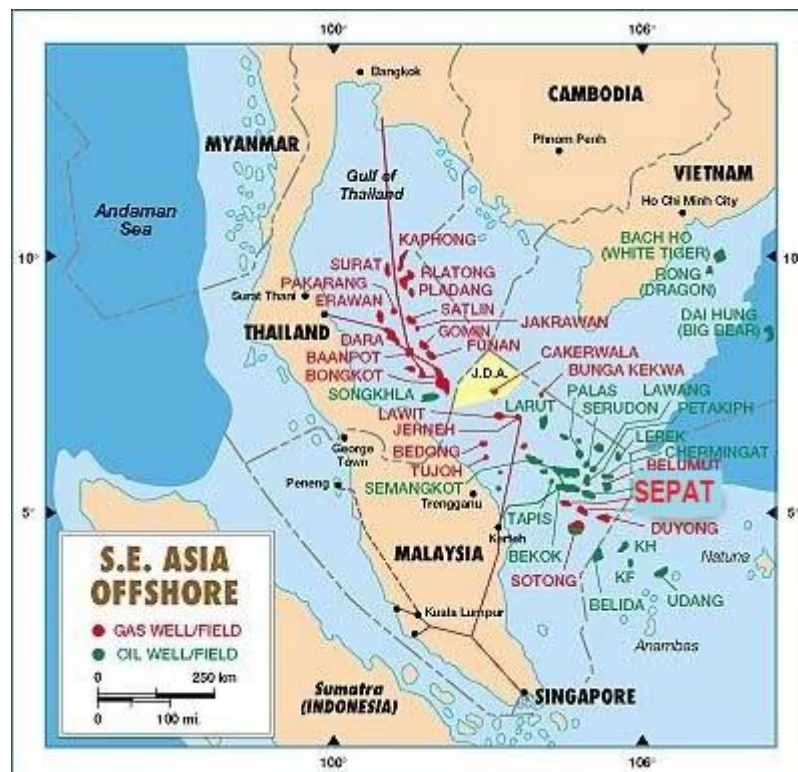 100°
106°
Bangkok
CAMBODIA
MYANMAR
Phnom Penh
Gulf of
Thailand
VIETNAM
Ho Chi Minh City
Andaman
Sea
KAPHONG
BACH HO
(WHITE TIGER)
10°
10°
SURAT
PLATONG
RONG
(DRAGON)
PAKARANG
PLADANG
Surat Thani
ERAWAN
SATLIN
DAI HUNG
(BIG BEAR)
GOMIN
JAKRAWAN
THAILAND
DARA
FUNAN
BAANPOT
CAKERWALA
BONGKOT
J.D.A.
BUNGA KEKWA
SONGKHLA
PALAS
LAWANG
LARUT
SERUDON
PETAKIPH
LAWIT
JERNEH
LEREK
George
Town
BEDONG
CHERMINGAT
TUJOH
BELUMUT
Peneng
SEMANGKOT
SEPAT
Trengganu
5°
5°
TAPIS
DUYONG
Kerteh
S.E. ASIA
OFFSHORE
MALAYSIA
BEKOK
KH
Natuna
SOTONG
KF
UDANG
BELIDA
Kuala Lumpur
GAS WELL/FIELD
OIL WELL/FIELD
Anambas
0 250 km
0 100 mi.
Sumatra
(INDONESIA)
SINGAPORE
100°
106°